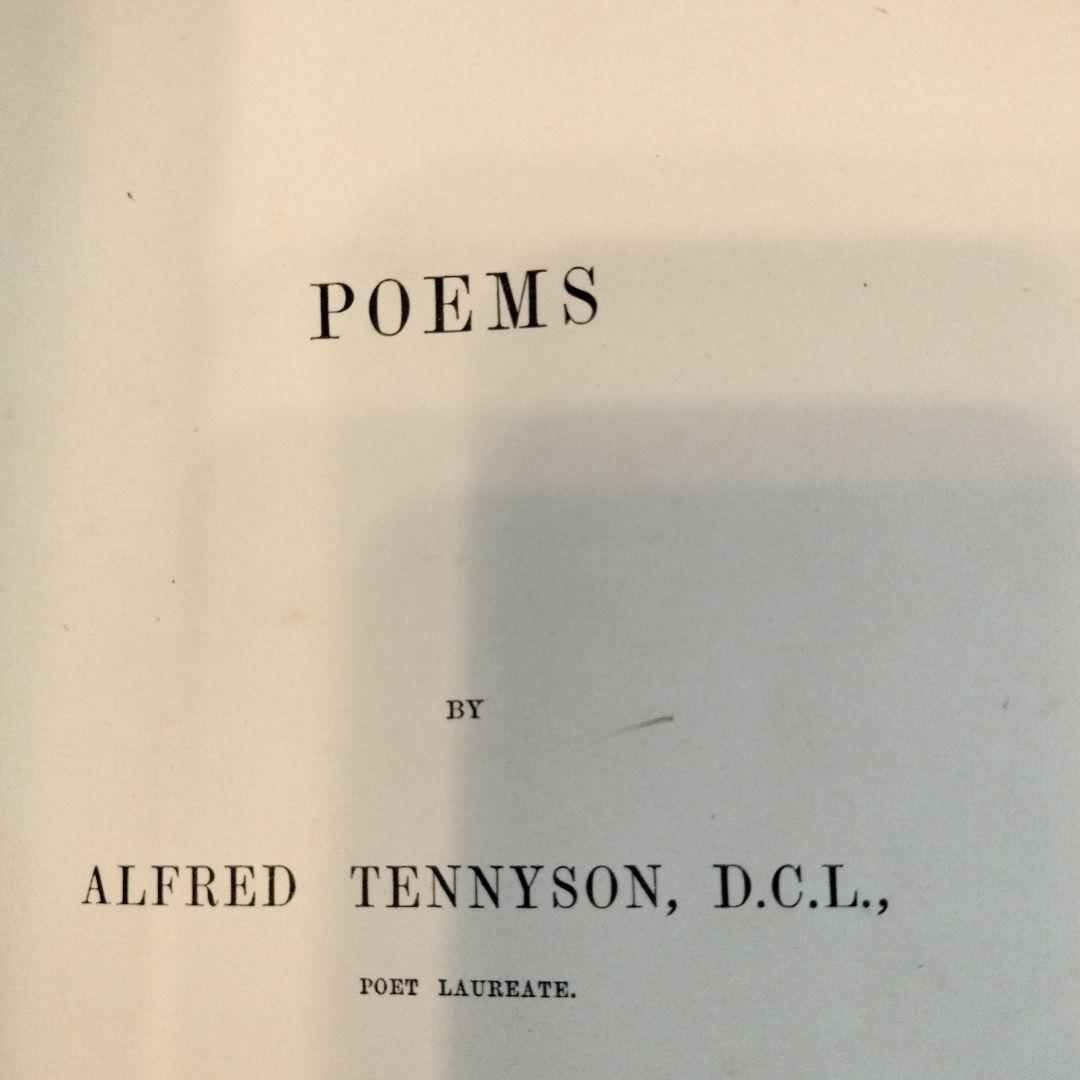 POEMS
BY
ALFRED TENNYSON, D.C.L.,
POET LAUREATE.